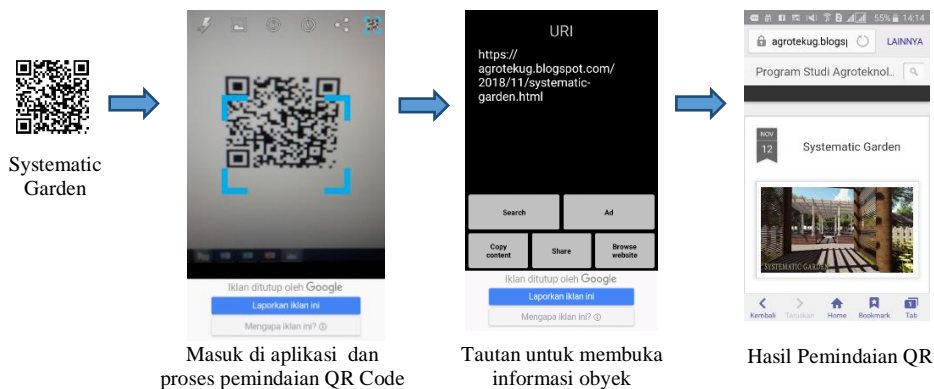 Systematic
Garden
Iklan ditutup oleh Google
Laporkan iklan ini
Mengapa iklan ini?
Masuk di aplikasi dan
proses pemindaian QR Code
URI
https://
agrotekug.blogspot.com/
2018/11/systematic-
garden.html
Search
Ad
Copy
content
Share
Browse
website
Iklan ditutup oleh Google
Laporkan iklan ini
Mengapa iklan ini?
Tautan untuk membuka
informasi obyek
55% 14:14
agrotekug.blogs
LAINNYA
Program Studi Agroteknol..
NOV
12
Systematic Garden
SYSTEMATIC GARDEN
Kembali
Teruskan
Home
Bookmark
1
Tab
Hasil Pemindaian QR